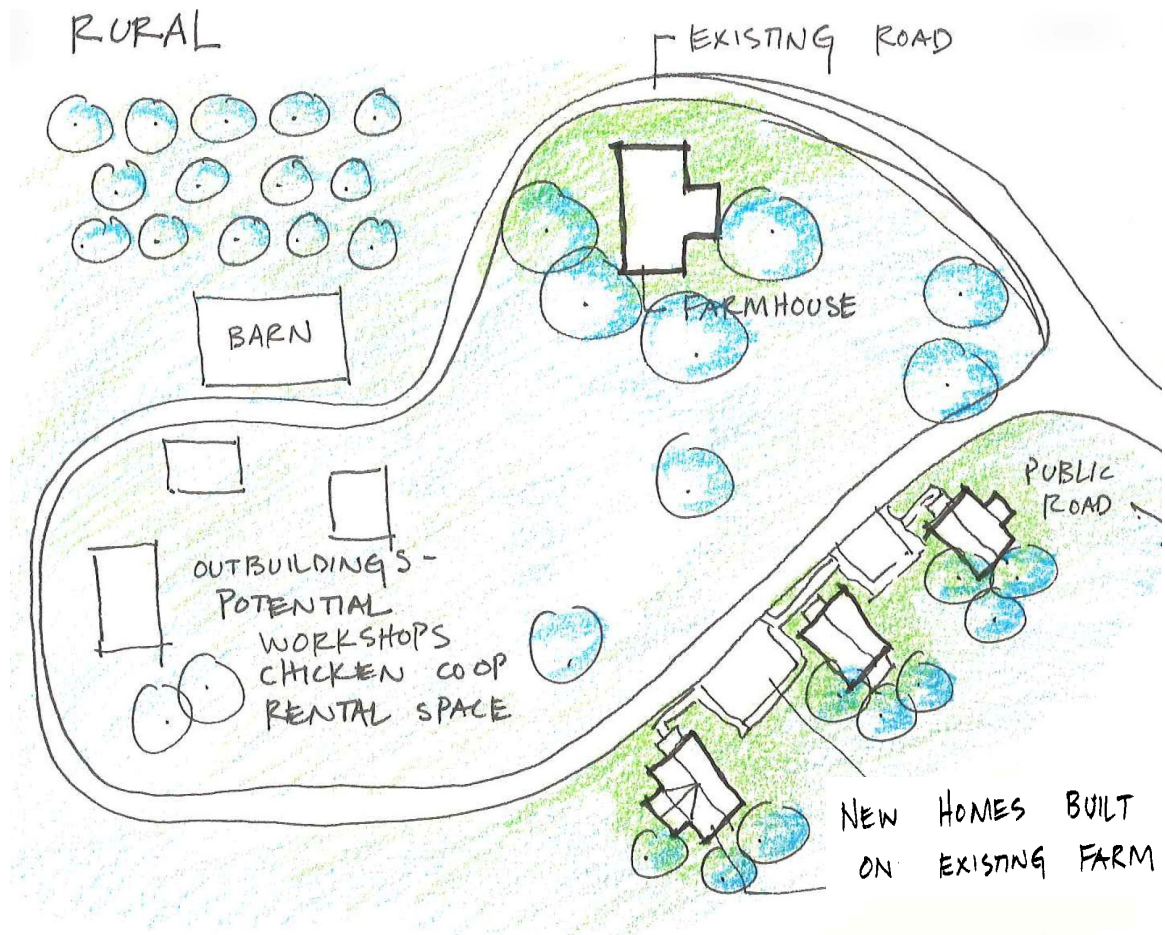 RURAL
EXISTING ROAD
FARMHOUSE
BARN
PUBLIC
ROAD
OUTBUILDING'S -
POTENTIAL
WORKSHOPS
CHICKEN COOP
RENTAL SPACE
NEW HOMES BUILT
ON EXISTING FARM